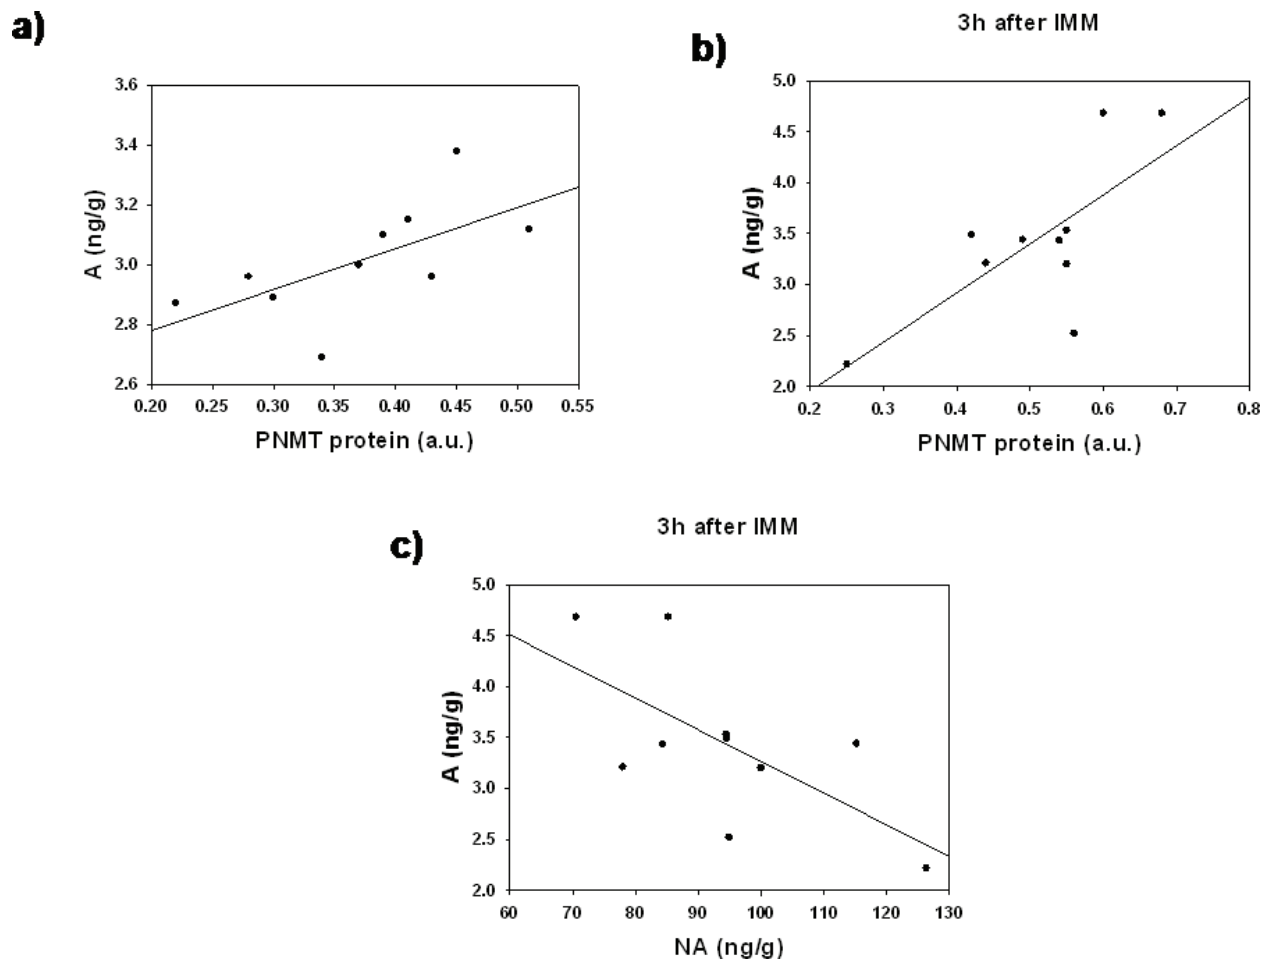 a)
3.6
3.4
3.2
3.0
2.8
2.6
A (ng/g)
0.20 0.25 0.30 0.35 0.40 0.45 0.50 0.55
PNMT protein (a.u.)
3h after IMM
b)
5.0
4.5
4.0
3.5
3.0
2.5
2.0
A (ng/g)
0.2 0.3 0.4 0.5 0.6 0.7 0.8
PNMT protein (a.u.)
3h after IMM
c)
5.0
4.5
4.0
3.5
3.0
2.5
2.0
A (ng/g)
60 70 80 90 100 110 120 130
NA (ng/g)